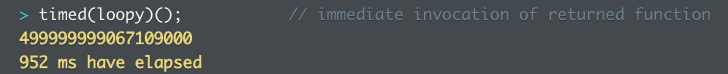 > timed(loopy)(); // immediate invocation of returned function
499999999067109000
952 ms have elapsed